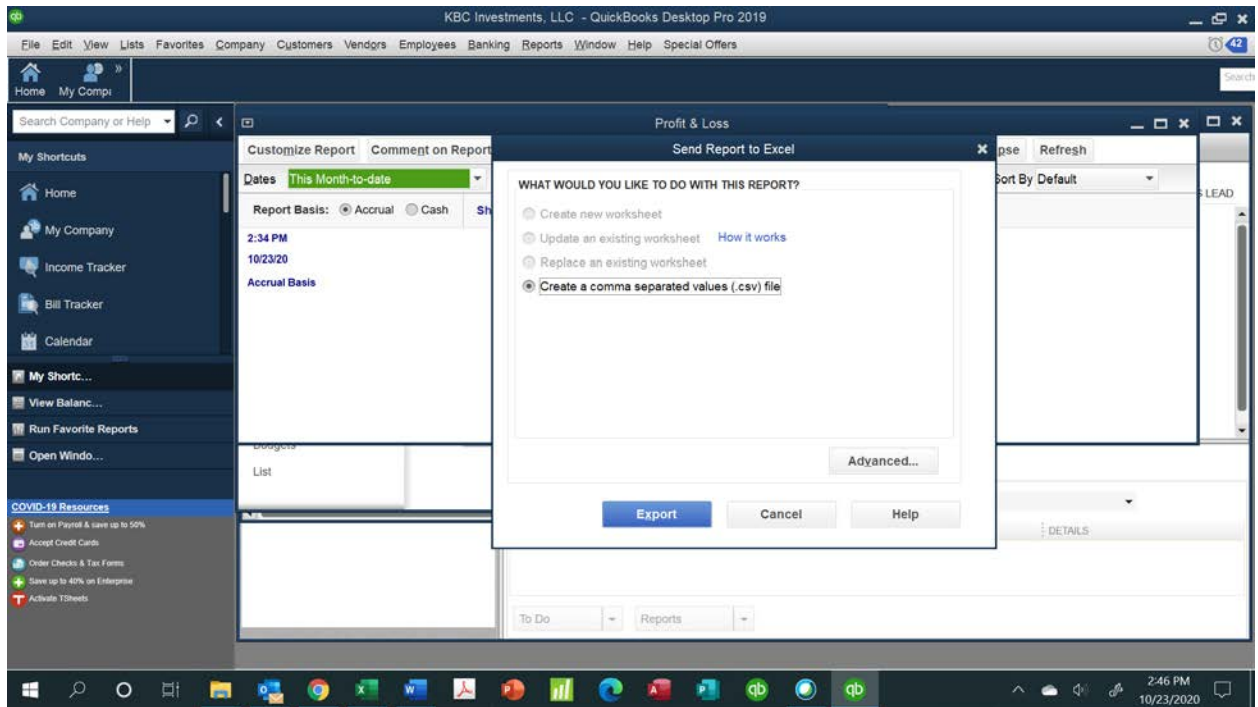 qb
KBC Investments, LLC - QuickBooks Desktop Pro 2019
File Edit View Lists Favorites Company Customers Vendors Employees Banking Reports Window Help Special Offers
42
Home My Compi
Search
Search Company or Help
Profit & Loss
My Shortcuts
Customize Report Comment on Report
Send Report to Excel
pse Refresh
Dates This Month-to-date
WHAT WOULD YOU LIKE TO DO WITH THIS REPORT?
Sort By Default
S LEAD
Home
Report Basis: Accrual Cash Sh
Create new worksheet
My Company
2:34 PM
Update an existing worksheet How it works
10/23/20
Replace an existing worksheet
Income Tracker
Accrual Basis
Create a comma separated values (.csv) file
Bill Tracker
Calendar
My Shortc...
View Balanc...
Run Favorite Reports
Open Windo...
Budgets
List
Advanced...
COVID-19 Resources
Export Cancel Help
Turn on Payroll & save up to 50%
DETAILS
Accept Credit Cards
Order Checks & Tax Forms
Save up to 40% on Enterprise
Activate TSheets
To Do Reports
qb qb
2:46 PM
10/23/2020